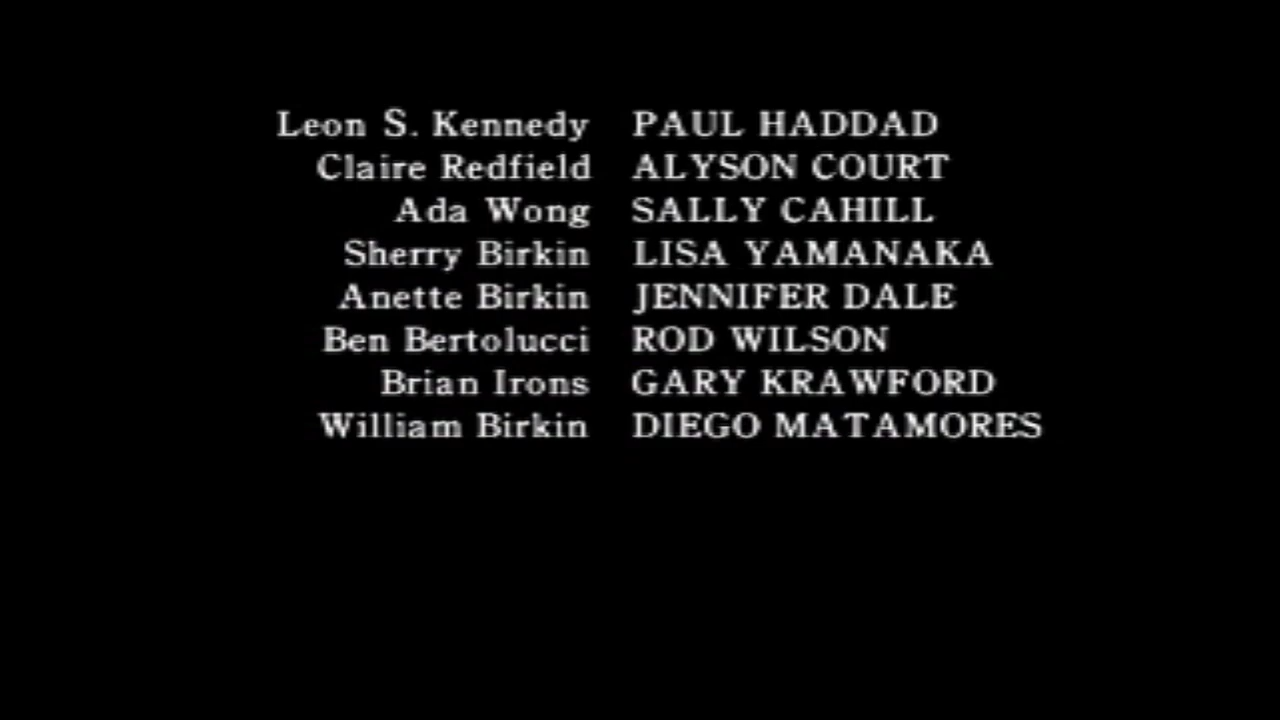 Leon S. Kennedy PAUL HADDAD
Claire Redfield ALYSON COURT
Ada Wong SALLY CAHILL
Sherry Birkin LISA YAMANAKA
Anette Birkin JENNIFER DALE
Ben Bertolucci ROD WILSON
Brian Irons GARY KRAWFORD
William Birkin DIEGO MATAMORES